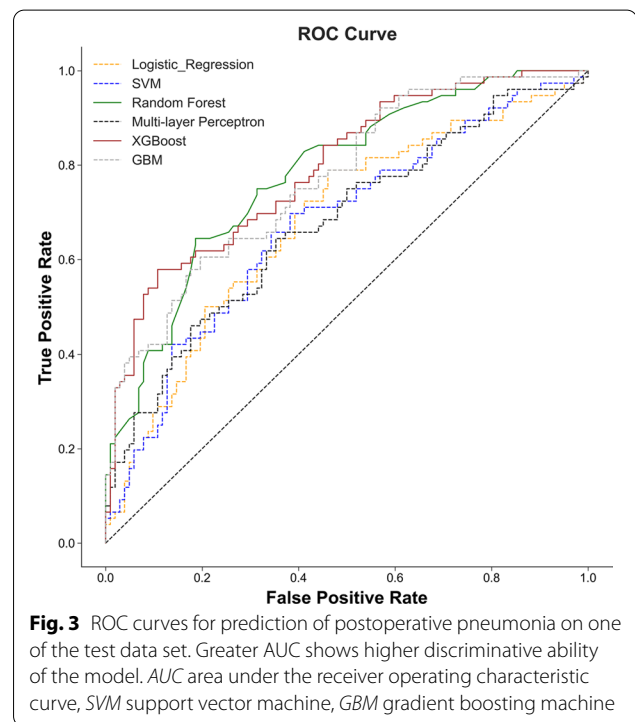 ROC Curve
Logistic_Regression
SVM
Random Forest
Multi-layer Perceptron
XGBoost
GBM
True Positive Rate
1.0
0.8
0.6
0.4
0.2
0.0
0.0 0.2 0.4 0.6 0.8 1.0
False Positive Rate
Fig. 3 ROC curves for prediction of postoperative pneumonia on one
of the test data set. Greater AUC shows higher discriminative ability
of the model. AUC area under the receiver operating characteristic
curve, SVM support vector machine, GBM gradient boosting machine